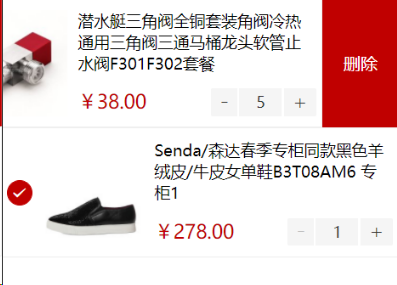 潜水艇三角阀全铜套装角阀冷热
通用三角阀三通马桶龙头软管止
水阀F301F302套餐
￥38.00
- 5 +
删除
Senda/森达春季专柜同款黑色羊
绒皮/牛皮女单鞋B3T08AM6 专
柜1
￥278.00
- 1 +